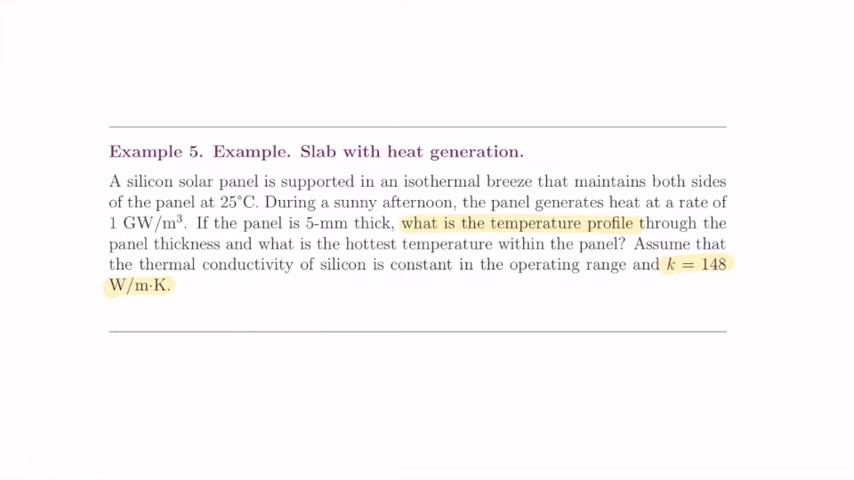 Example 5. Example. Slab with heat generation.
A silicon solar panel is supported in an isothermal breeze that maintains both sides
of the panel at 25°C. During a sunny afternoon, the panel generates heat at a rate of
1 GW/m³. If the panel is 5-mm thick, what is the temperature profile through the
panel thickness and what is the hottest temperature within the panel? Assume that
the thermal conductivity of silicon is constant in the operating range and k = 148
W/m·K.